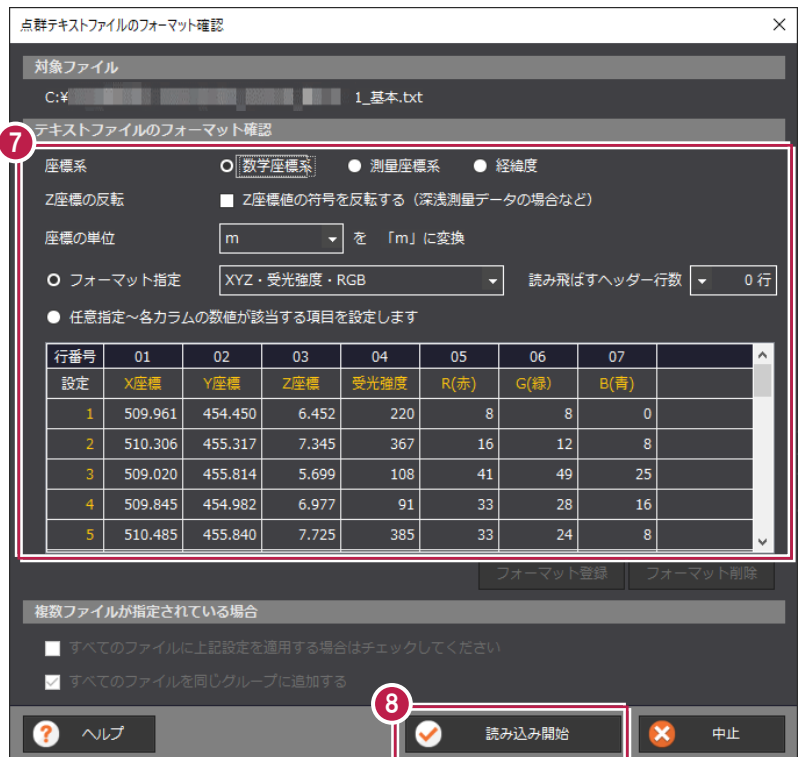 点群テキストファイルのフォーマット確認
対象ファイル
C:¥ 1_基本.txt
7
テキストファイルのフォーマット確認
座標系 数学座標系 測量座標系 経緯度
Z座標の反転 Z座標値の符号を反転する（深浅測量データの場合など）
座標の単位 m を 「m」に変換
フォーマット指定 XYZ・受光強度・RGB 読み飛ばすヘッダー行数 0 行
任意指定～各カラムの数値が該当する項目を設定します
行番号 01 02 03 04 05 06 07
設定 X座標 Y座標 Z座標 受光強度 R(赤) G(緑) B(青)
1 509.961 454.450 6.452 220 8 8 0
2 510.306 455.317 7.345 367 16 12 8
3 509.020 455.814 5.699 108 41 49 25
4 509.845 454.982 6.977 91 33 28 16
5 510.485 455.840 7.725 385 33 24 8
フォーマット登録 フォーマット削除
複数ファイルが指定されている場合
すべてのファイルに上記設定を適用する場合はチェックしてください
すべてのファイルを同じグループに追加する
8
? ヘルプ 読み込み開始 中止